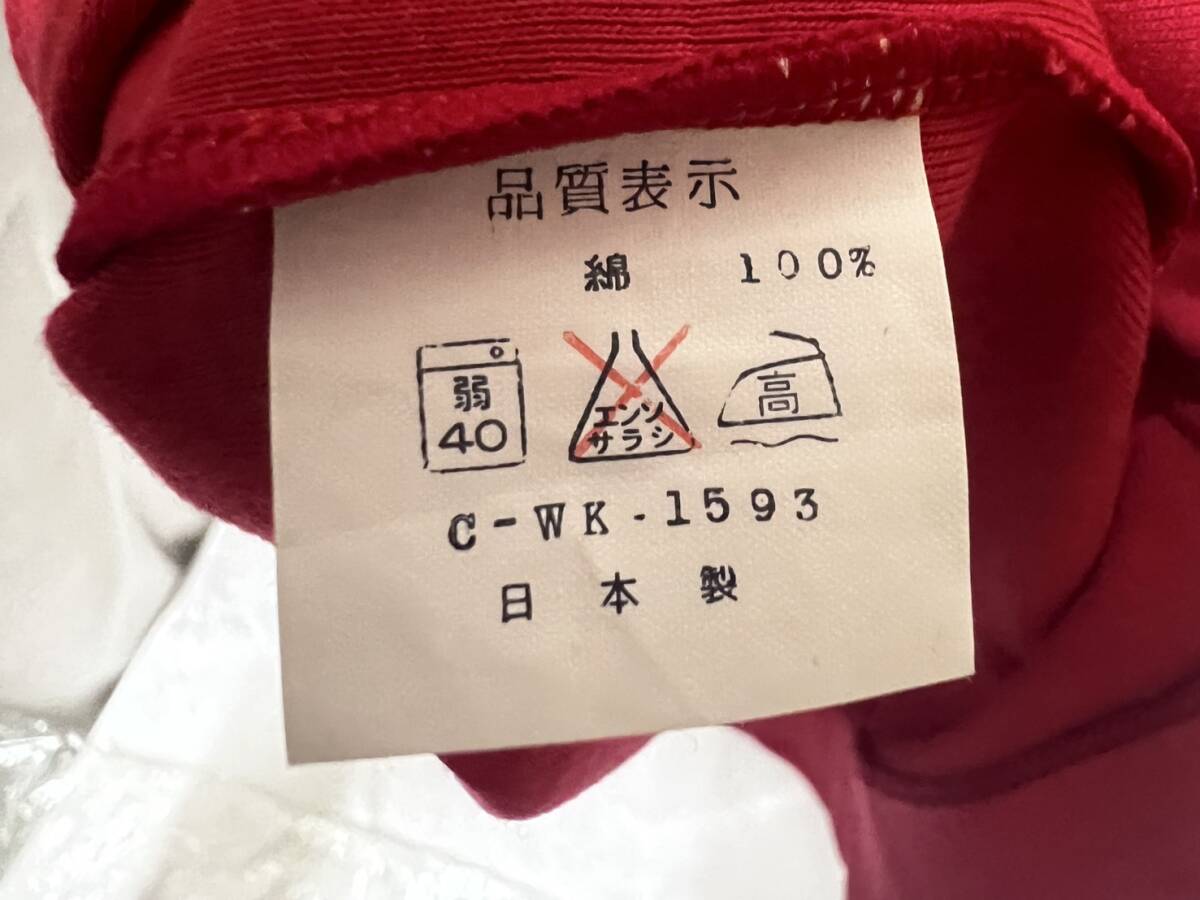 品質表示
綿 100%
弱
40
エンソ
サラシ
高
C-WK-1593
日本製